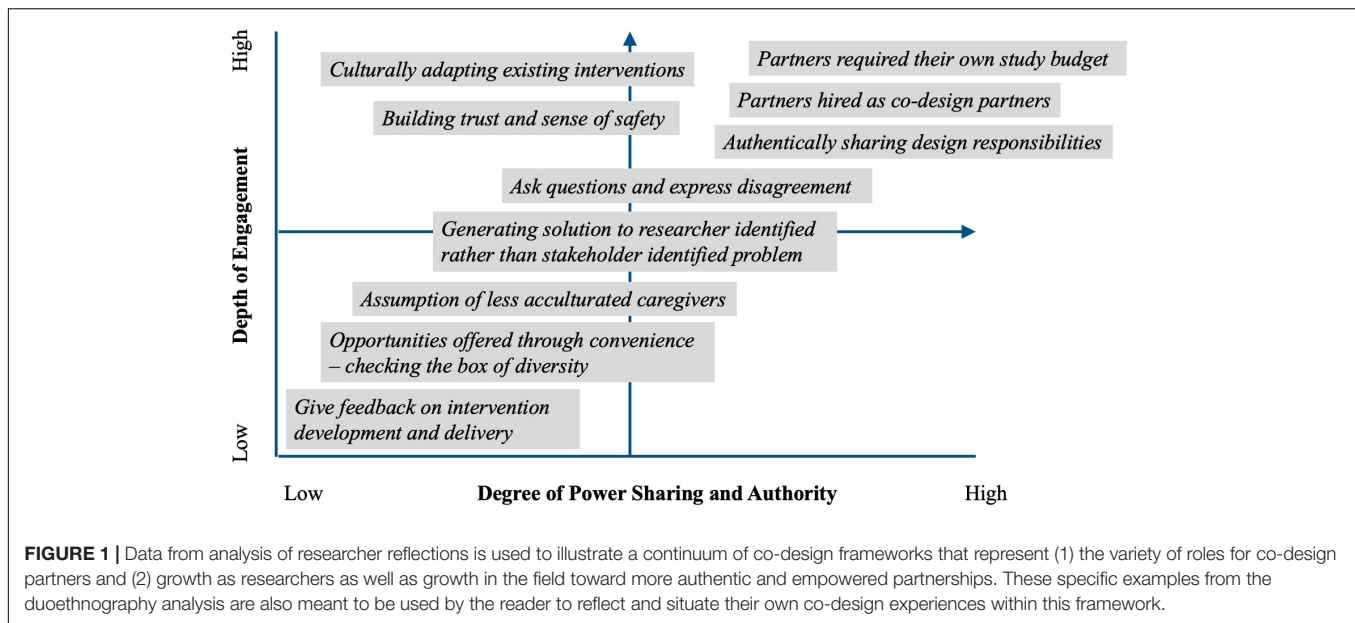 High
Culturally adapting existing interventions
Partners required their own study budget
Building trust and sense of safety
Partners hired as co-design partners
Authentically sharing design responsibilities
Ask questions and express disagreement
Depth of Engagement
Generating solution to researcher identified
rather than stakeholder identified problem
Assumption of less acculturated caregivers
Opportunities offered through convenience
– checking the box of diversity
Give feedback on intervention
development and delivery
Low
Low
Degree of Power Sharing and Authority
High
FIGURE 1 | Data from analysis of researcher reflections is used to illustrate a continuum of co-design frameworks that represent (1) the variety of roles for co-design
partners and (2) growth as researchers as well as growth in the field toward more authentic and empowered partnerships. These specific examples from the
duoethnography analysis are also meant to be used by the reader to reflect and situate their own co-design experiences within this framework.